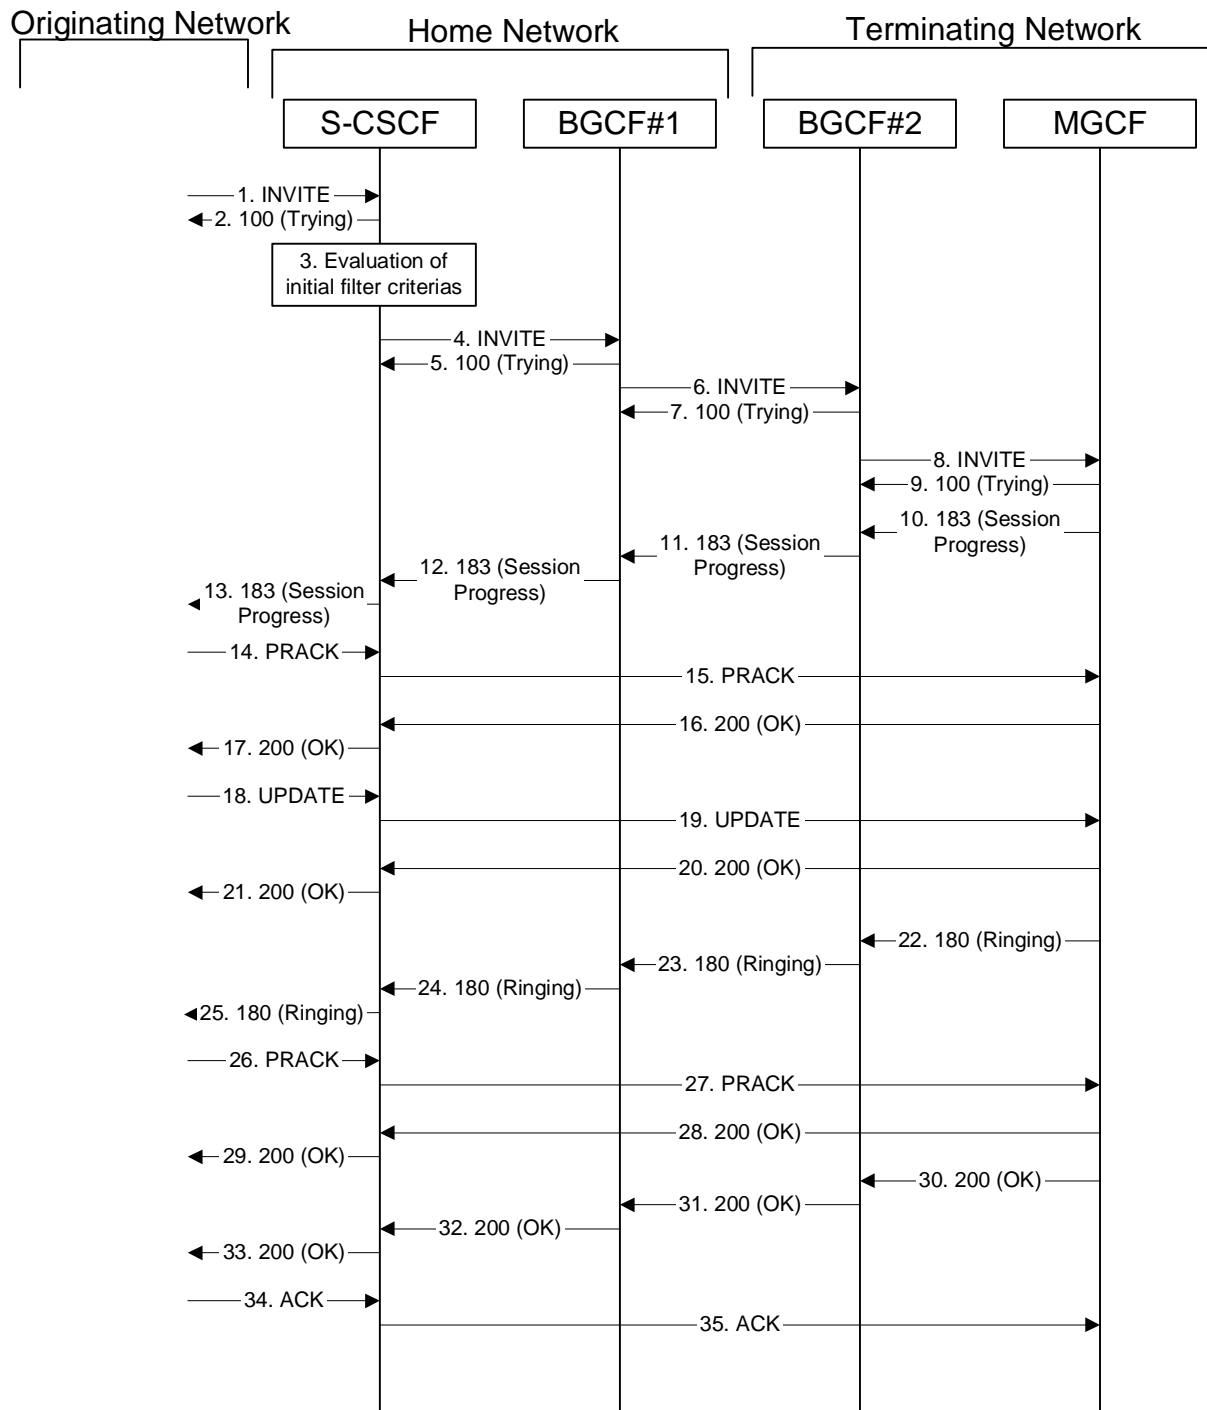 Originating Network
Home Network
Terminating Network
S-CSCF
BGCF#1
BGCF#2
MGCF
1. INVITE
2. 100 (Trying)
3. Evaluation of
initial filter criterias
4. INVITE
5. 100 (Trying)
6. INVITE
7. 100 (Trying)
8. INVITE
9. 100 (Trying)
10. 183 (Session
Progress)
11. 183 (Session
Progress)
12. 183 (Session
Progress)
13. 183 (Session
Progress)
14. PRACK
15. PRACK
16. 200 (OK)
17. 200 (OK)
18. UPDATE
19. UPDATE
20. 200 (OK)
21. 200 (OK)
22. 180 (Ringing)
23. 180 (Ringing)
24. 180 (Ringing)
25. 180 (Ringing)
26. PRACK
27. PRACK
28. 200 (OK)
29. 200 (OK)
30. 200 (OK)
31. 200 (OK)
32. 200 (OK)
33. 200 (OK)
34. ACK
35. ACK